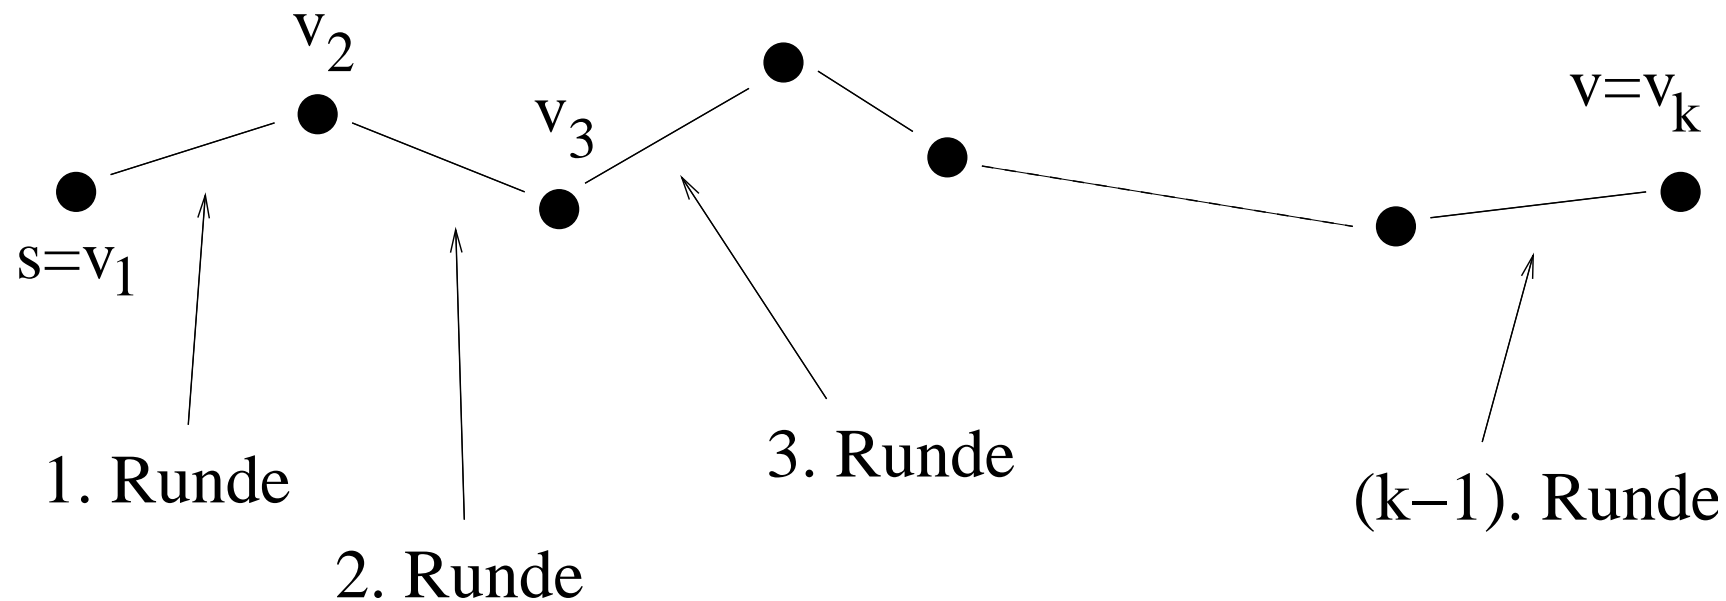 v₂
v₃
v=vₖ
s=v₁
1. Runde
2. Runde
3. Runde
(k−1). Runde